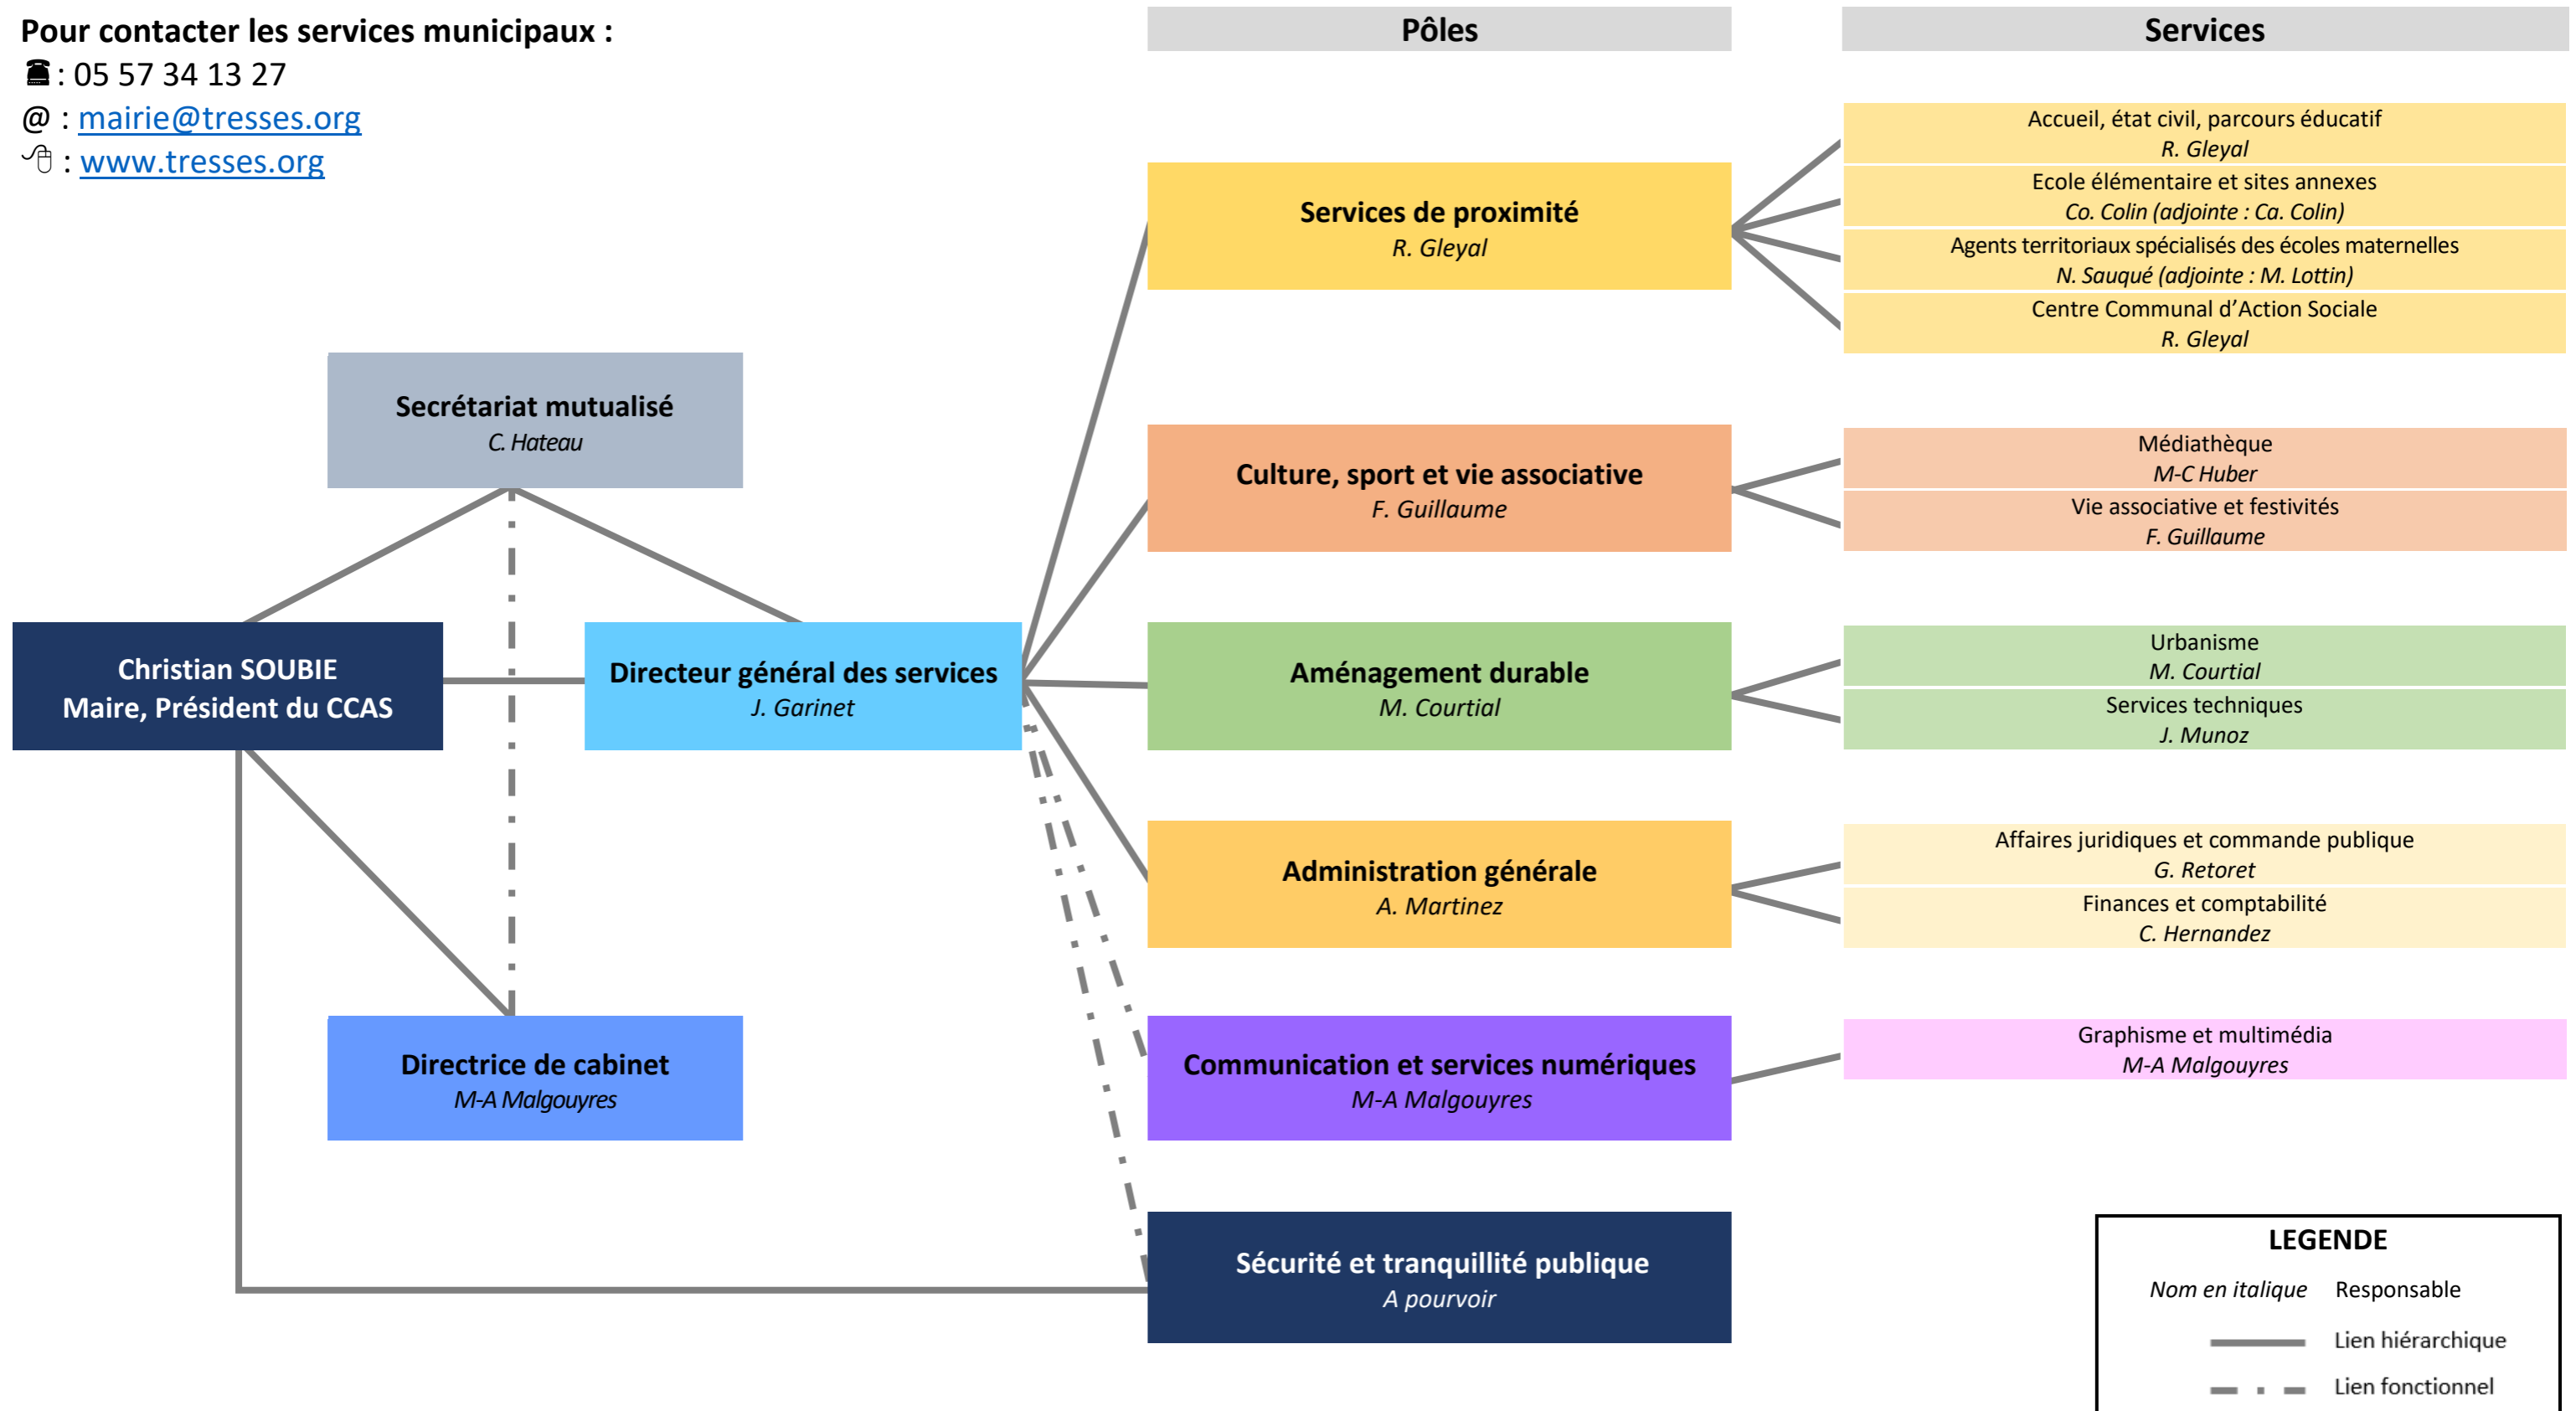 Pour contacter les services municipaux :
: 05 57 34 13 27
@ : mairie@tresses.org
: www.tresses.org
Pôles
Services
Services de proximité
R. Gleyal
Accueil, état civil, parcours éducatif
R. Gleyal
Ecole élémentaire et sites annexes
Co. Colin (adjointe : Ca. Colin)
Agents territoriaux spécialisés des écoles maternelles
N. Sauqué (adjointe : M. Lottin)
Centre Communal d’Action Sociale
R. Gleyal
Secrétariat mutualisé
C. Hateau
Culture, sport et vie associative
F. Guillaume
Médiathèque
M-C Huber
Vie associative et festivités
F. Guillaume
Christian SOUBIE
Maire, Président du CCAS
Directeur général des services
J. Garinet
Aménagement durable
M. Courtial
Urbanisme
M. Courtial
Services techniques
J. Munoz
Administration générale
A. Martinez
Affaires juridiques et commande publique
G. Retoret
Finances et comptabilité
C. Hernandez
Directrice de cabinet
M-A Malgouyres
Communication et services numériques
M-A Malgouyres
Graphisme et multimédia
M-A Malgouyres
Sécurité et tranquillité publique
A pourvoir
LEGENDE
Nom en italique Responsable
Lien hiérarchique
Lien fonctionnel